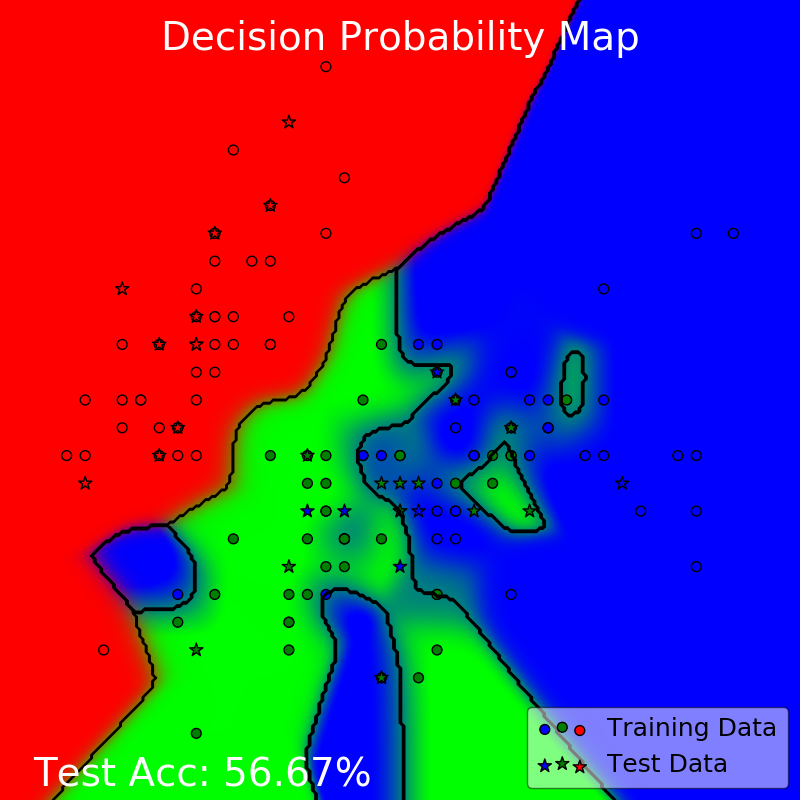 Decision Probability Map
Training Data
Test Data
Test Acc: 56.67%